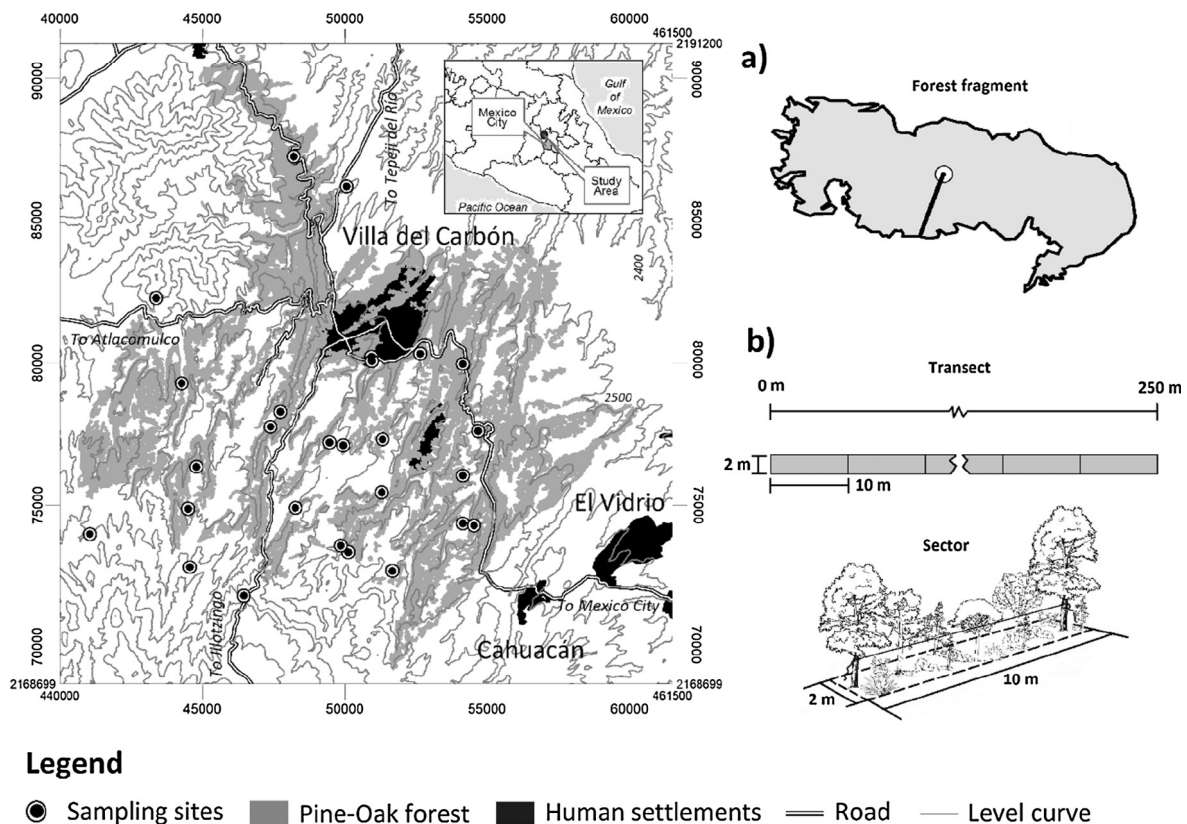 40000 45000 50000 55000 60000
461500
2191200
90000
85000
80000
75000
70000
2168699
440000 45000 50000 55000 60000
461500
2168699
90000
85000
80000
75000
70000
Gulf
of
Mexico
Mexico
City
Study
Area
Pacific Ocean
To Tepeji del Río
Villa del Carbón
2400
To Atlacomulco
2500
El Vidrio
To Mexico City
Cahuacán
a)
Forest fragment
b)
Transect
0 m 250 m
2 m
10 m
Sector
2 m
10 m
Legend
Sampling sites Pine-Oak forest Human settlements Road Level curve